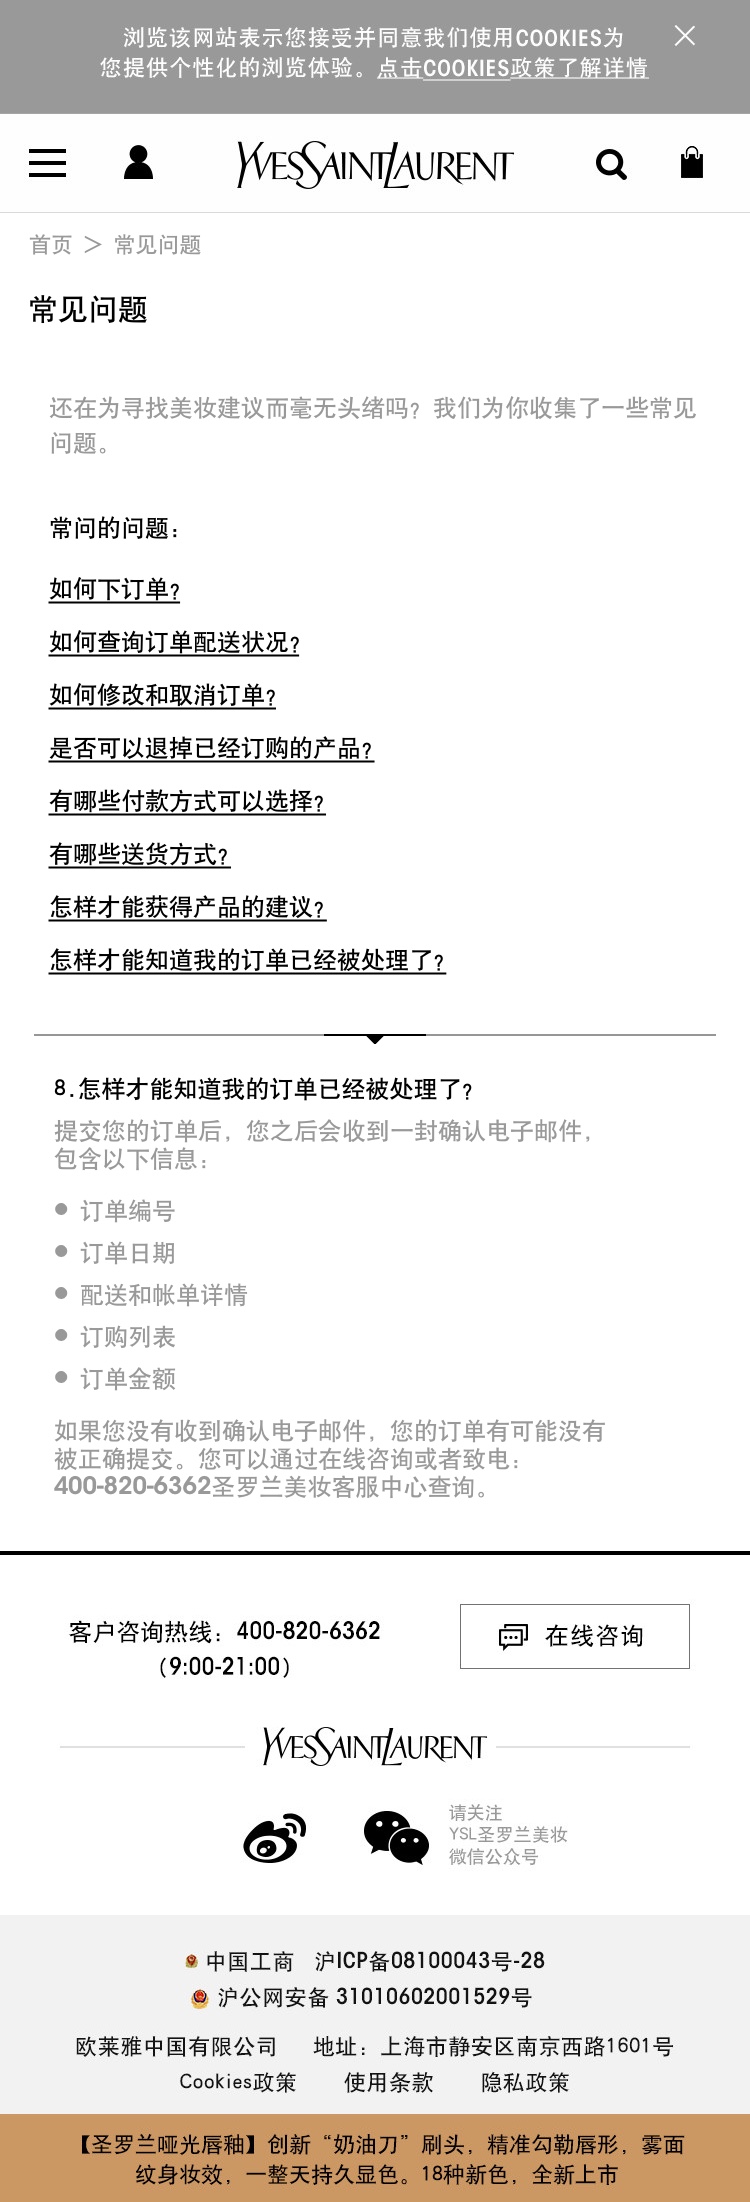 浏览该网站表示您接受并同意我们使用COOKIES为
您提供个性化的浏览体验。点击COOKIES政策了解详情
YVESSAINTLAURENT
首页 > 常见问题
常见问题
还在为寻找美妆建议而毫无头绪吗？我们为你收集了一些常见
问题。
常问的问题：
如何下订单？
如何查询订单配送状况？
如何修改和取消订单？
是否可以退掉已经订购的产品？
有哪些付款方式可以选择？
有哪些送货方式？
怎样才能获得产品的建议？
怎样才能知道我的订单已经被处理了？
8.怎样才能知道我的订单已经被处理了？
提交您的订单后，您之后会收到一封确认电子邮件，
包含以下信息：
● 订单编号
● 订单日期
● 配送和帐单详情
● 订购列表
● 订单金额
如果您没有收到确认电子邮件，您的订单有可能没有
被正确提交。您可以通过在线咨询或者致电：
400-820-6362圣罗兰美妆客服中心查询。
客户咨询热线：400-820-6362
（9:00-21:00）
在线咨询
YVESSAINTLAURENT
请关注
YSL圣罗兰美妆
微信公众号
中国工商 沪ICP备08100043号-28
沪公网安备 31010602001529号
欧莱雅中国有限公司 地址：上海市静安区南京西路1601号
Cookies政策 使用条款 隐私政策
【圣罗兰哑光唇釉】创新“奶油刀”刷头，精准勾勒唇形，雾面
纹身妆效，一整天持久显色。18种新色，全新上市